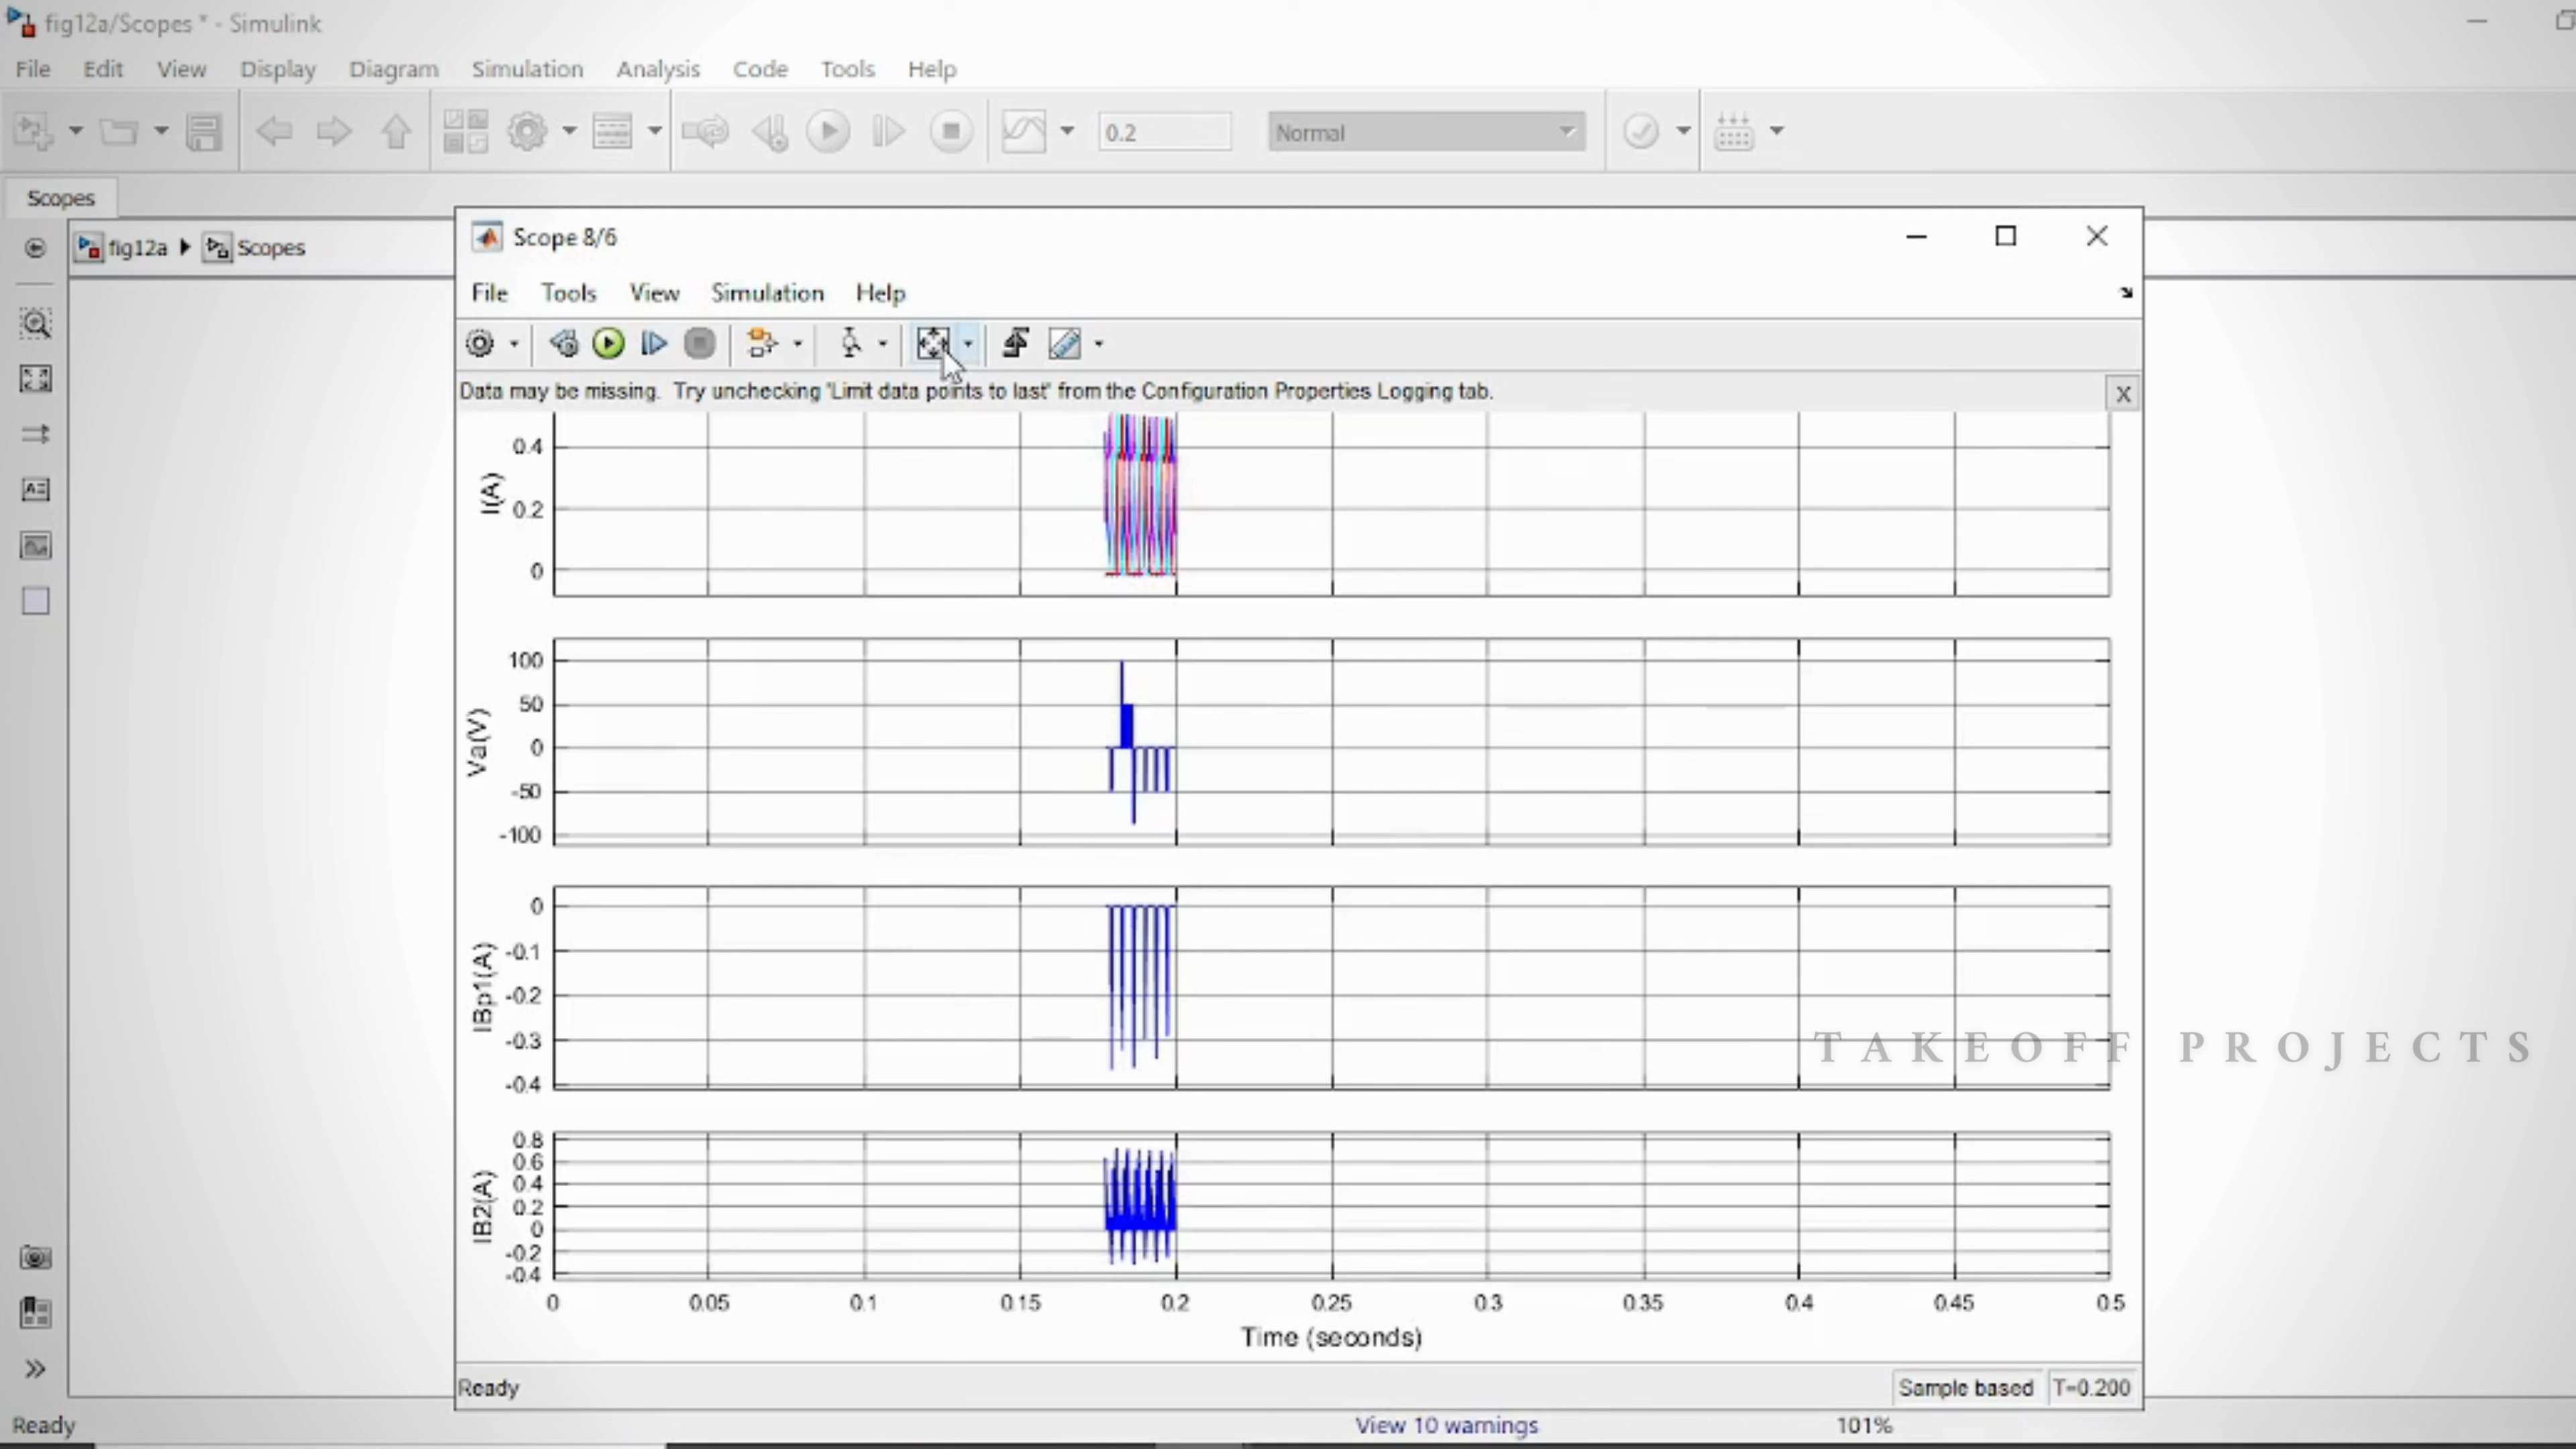 fig12a/Scopes * - Simulink
File Edit View Display Diagram Simulation Analysis Code Tools Help
0.2 Normal
Scopes
fig12a Scopes
Scope 8/6
File Tools View Simulation Help
Data may be missing. Try unchecking 'Limit data points to last' from the Configuration Properties Logging tab.
I(A)
0.4
0.2
0
Va(V)
100
50
0
-50
-100
IBp1(A)
0
-0.1
-0.2
-0.3
-0.4
IB2(A)
0.8
0.6
0.4
0.2
0
-0.2
-0.4
0 0.05 0.1 0.15 0.2 0.25 0.3 0.35 0.4 0.45 0.5
Time (seconds)
TAKEOFF PROJECTS
Ready Sample based T=0.200
Ready View 10 warnings 101%